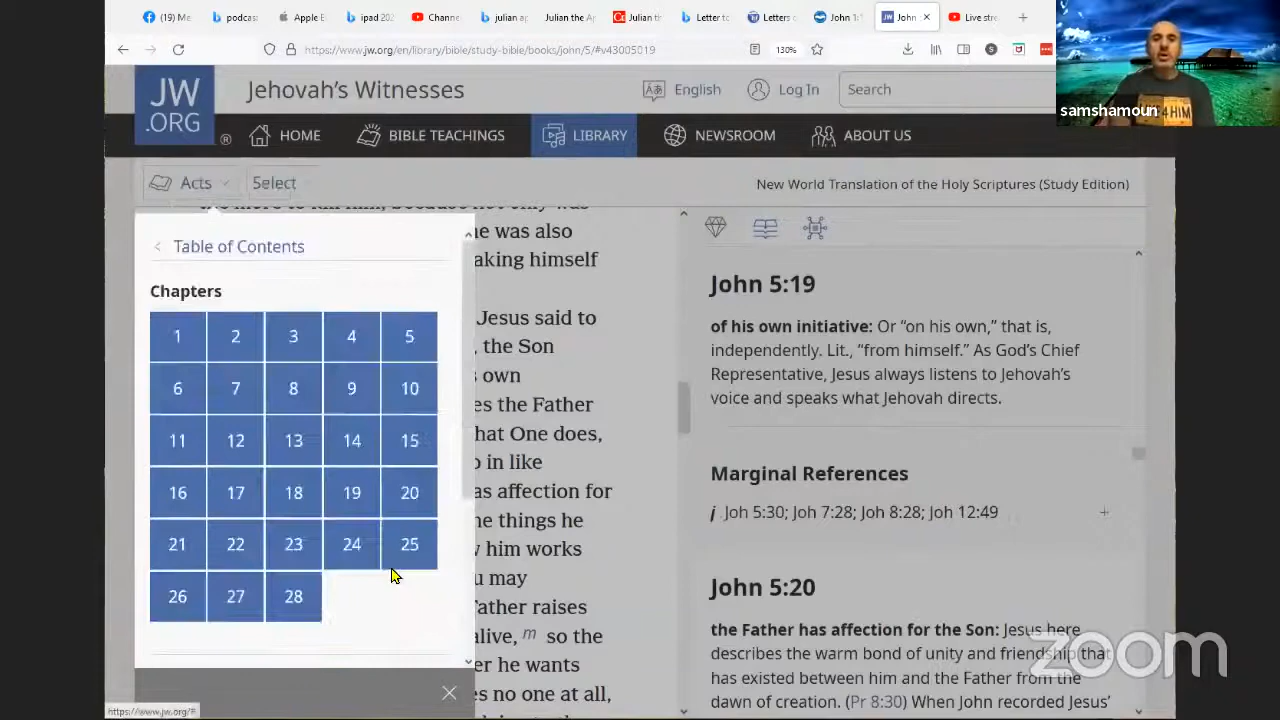 (19) Me
podcas
Apple E
ipad 202
Channe
julian ap
Julian the Ap
Julian th
Letter to
Letters o
John 1:1
John
Live stre
https://www.jw.org/en/library/bible/study-bible/books/john/5/#v43005019
130%
samshamoun
JW
.ORG
®
Jehovah's Witnesses
English
Log In
Search
HOME
BIBLE TEACHINGS
LIBRARY
NEWSROOM
ABOUT US
Acts
Select
New World Translation of the Holy Scriptures (Study Edition)
Table of Contents
Chapters
1 2 3 4 5
6 7 8 9 10
11 12 13 14 15
16 17 18 19 20
21 22 23 24 25
26 27 28
he was also
aking himself
Jesus said to
, the Son
s own
es the Father
hat One does,
o in like
as affection for
he things he
w him works
u may
Father raises
alive, m so the
er he wants
es no one at all,
John 5:19
of his own initiative: Or “on his own,” that is,
independently. Lit., “from himself.” As God’s Chief
Representative, Jesus always listens to Jehovah’s
voice and speaks what Jehovah directs.
Marginal References
j Joh 5:30; Joh 7:28; Joh 8:28; Joh 12:49 +
John 5:20
the Father has affection for the Son: Jesus here
describes the warm bond of unity and friendship that
has existed between him and the Father from the
dawn of creation. (Pr 8:30) When John recorded Jesus’
zoom
https://www.jw.org/#